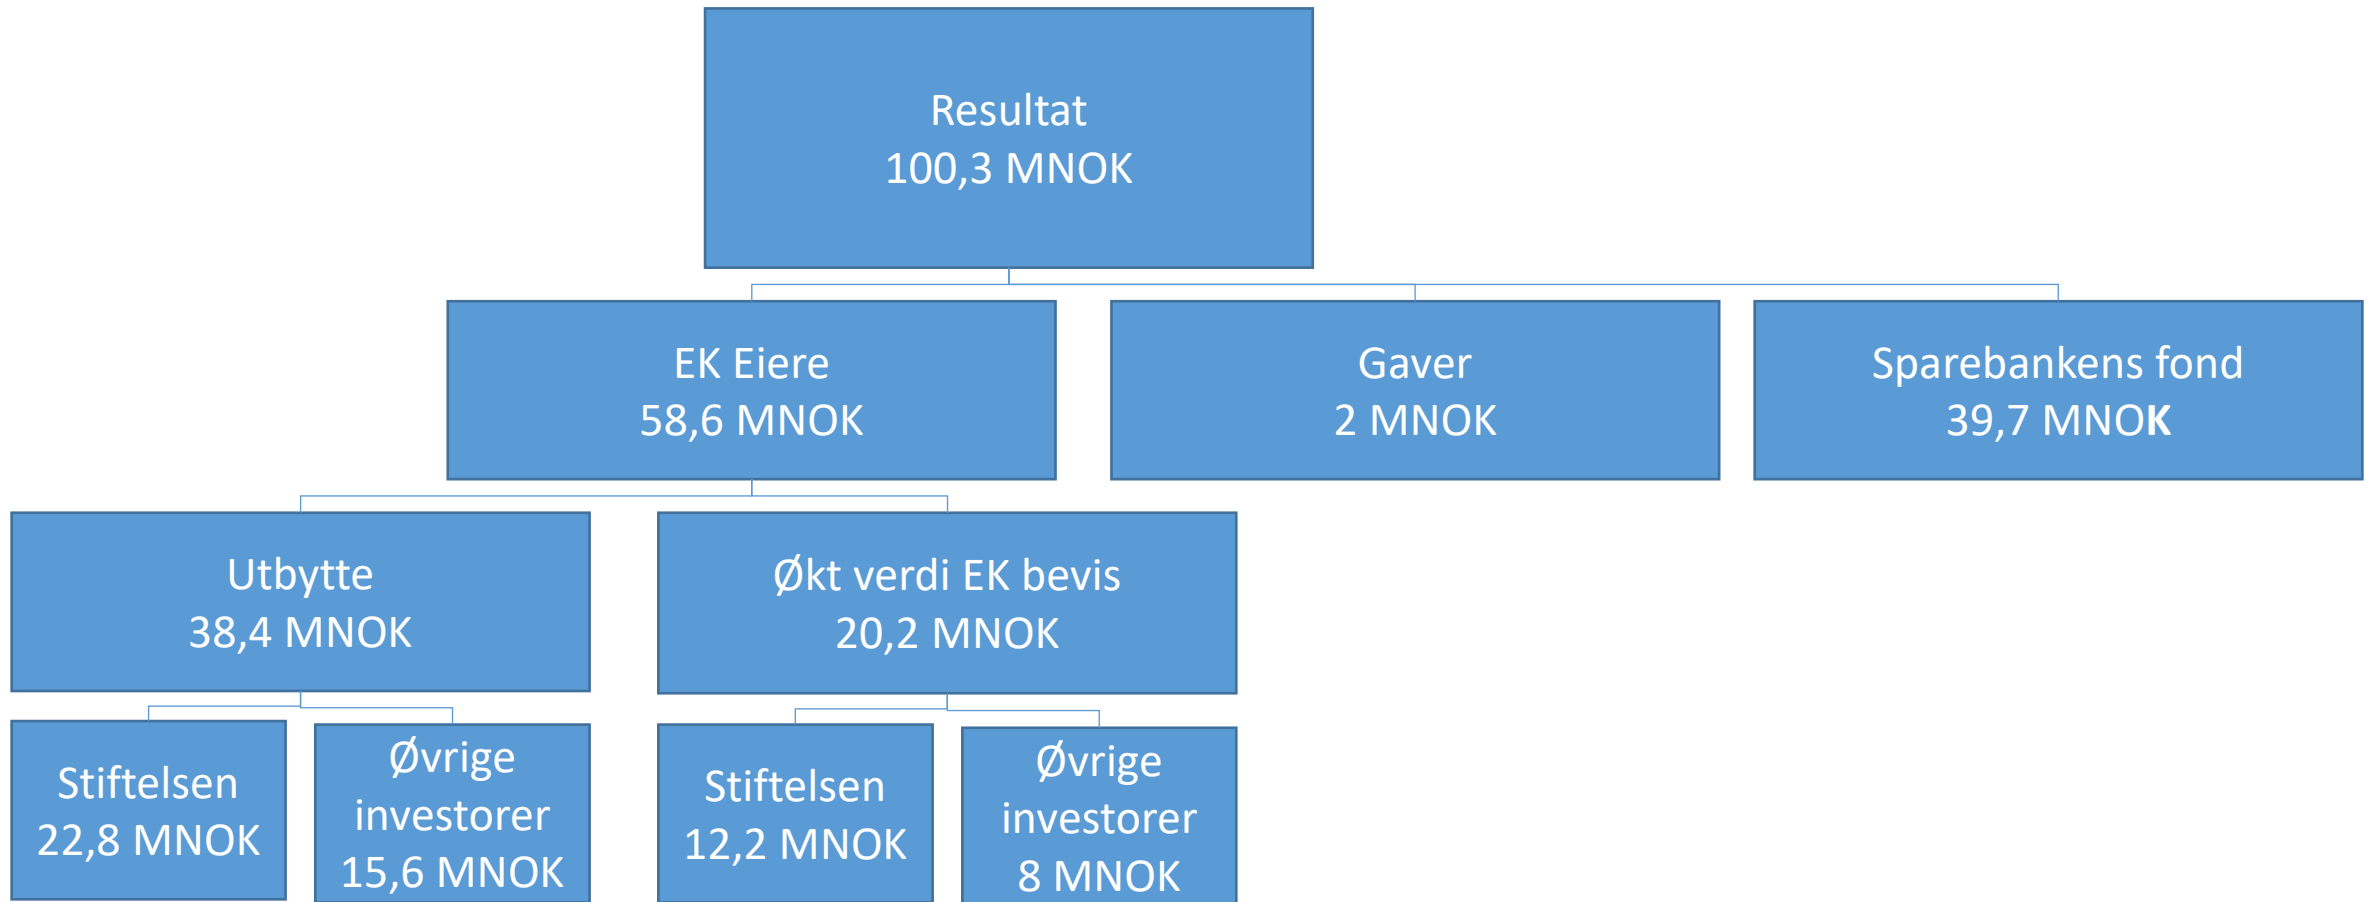 Resultat
100,3 MNOK
EK Eiere
58,6 MNOK
Gaver
2 MNOK
Sparebankens fond
39,7 MNOK
Utbytte
38,4 MNOK
Økt verdi EK bevis
20,2 MNOK
Stiftelsen
22,8 MNOK
Øvrige
investorer
15,6 MNOK
Stiftelsen
12,2 MNOK
Øvrige
investorer
8 MNOK